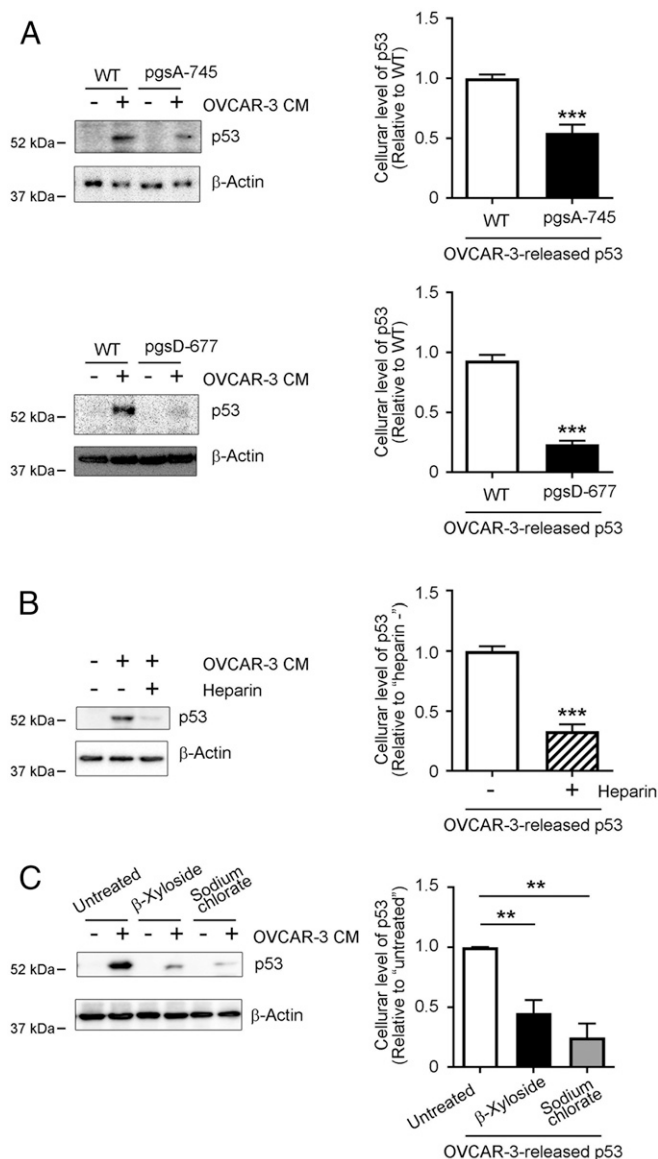 A
WT pgsA-745
- + - + OVCAR-3 CM
52 kDa p53
37 kDa β-Actin
Cellurar level of p53
(Relative to WT)
1.5
1.0
0.5
0
***
WT pgsA-745
OVCAR-3-released p53
WT pgsD-677
- + - + OVCAR-3 CM
52 kDa p53
37 kDa β-Actin
Cellurar level of p53
(Relative to WT)
1.5
1.0
0.5
0
***
WT pgsD-677
OVCAR-3-released p53
B
- + + OVCAR-3 CM
- - + Heparin
52 kDa p53
37 kDa β-Actin
Cellurar level of p53
(Relative to “heparin -”)
1.5
1.0
0.5
0
***
- + Heparin
OVCAR-3-released p53
C
Untreated β-Xyloside Sodium
chlorate
- + - + - + OVCAR-3 CM
52 kDa p53
37 kDa β-Actin
Cellurar level of p53
(Relative to “untreated”)
1.5
1.0
0.5
0
**
**
Untreated β-Xyloside Sodium
chlorate
OVCAR-3-released p53